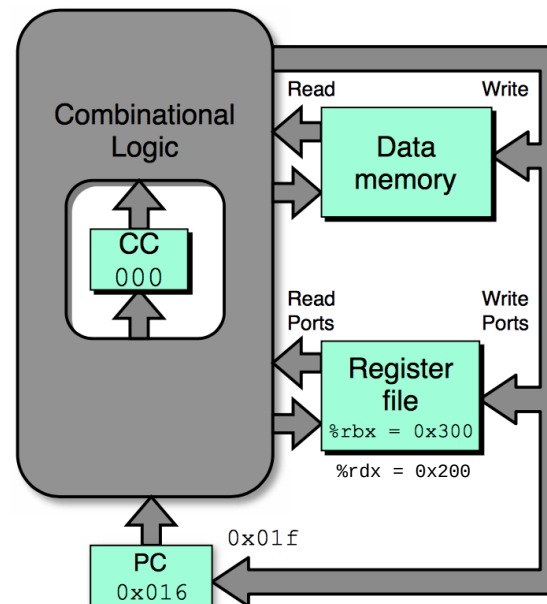 Combinational
Logic
CC
000
Read
Write
Data
memory
Read
Ports
Write
Ports
Register
file
%rbx = 0x300
%rdx = 0x200
0x01f
PC
0x016